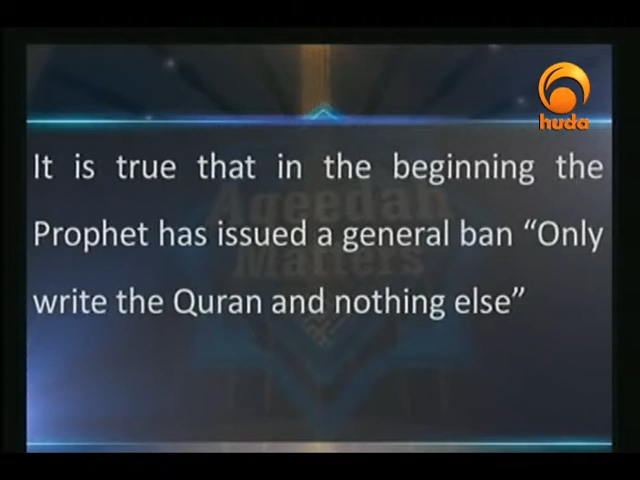 huda
It is true that in the beginning the
Prophet has issued a general ban “Only
write the Quran and nothing else”
Aqeedah
Matters